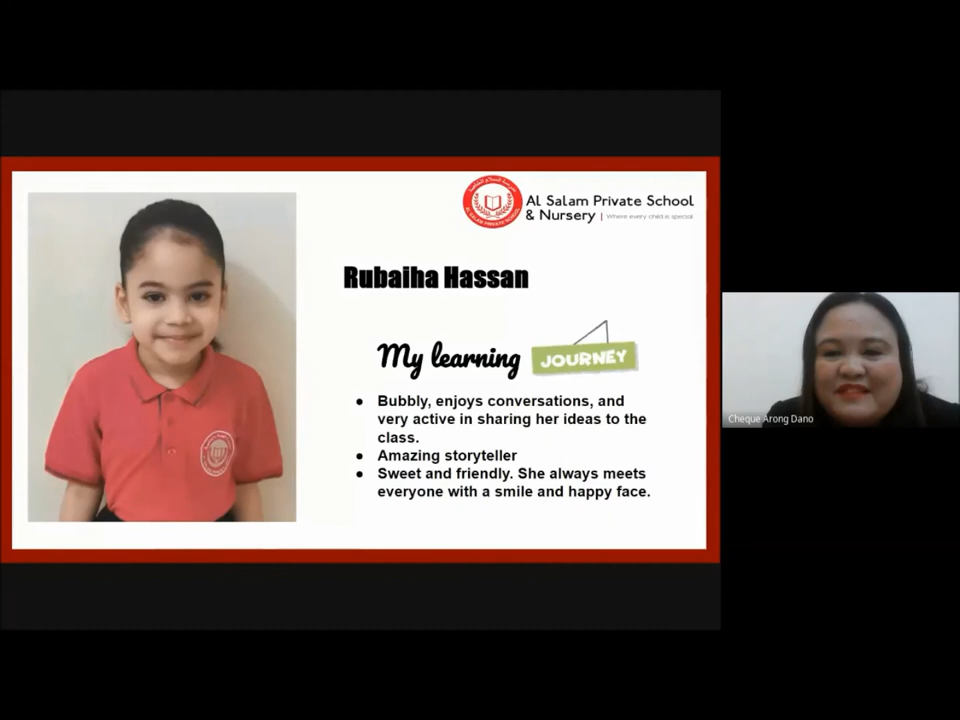 Al Salam Private School
& Nursery | Where every child is special
Rubaiha Hassan
My learning JOURNEY
● Bubbly, enjoys conversations, and
very active in sharing her ideas to the
class.
● Amazing storyteller
● Sweet and friendly. She always meets
everyone with a smile and happy face.
Cheque Arong Dano